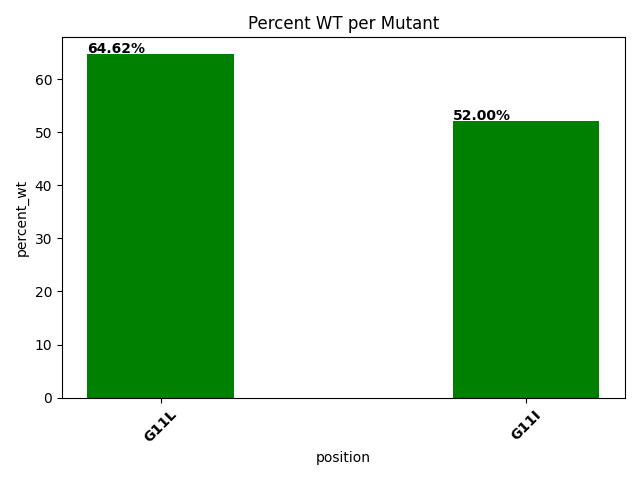 Percent WT per Mutant
64.62%
52.00%
percent_wt
60
50
40
30
20
10
0
G11L
G11I
position